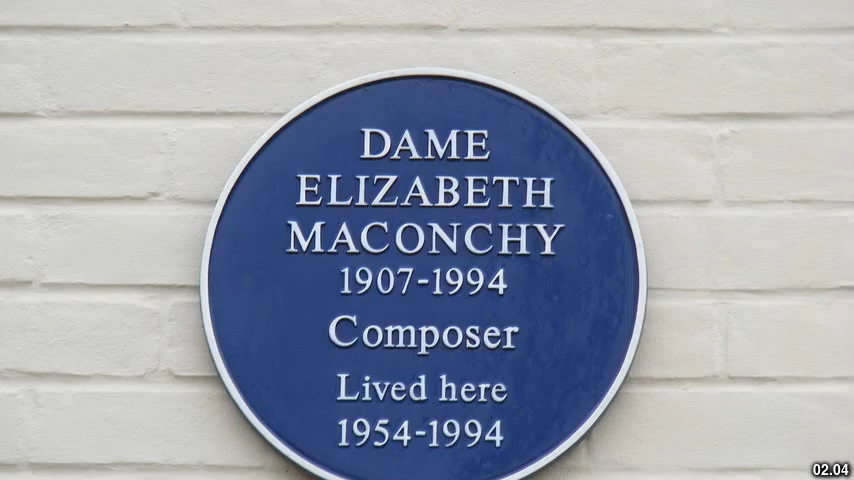 DAME
ELIZABETH
MACONCHY
1907-1994
Composer
Lived here
1954-1994
02.04